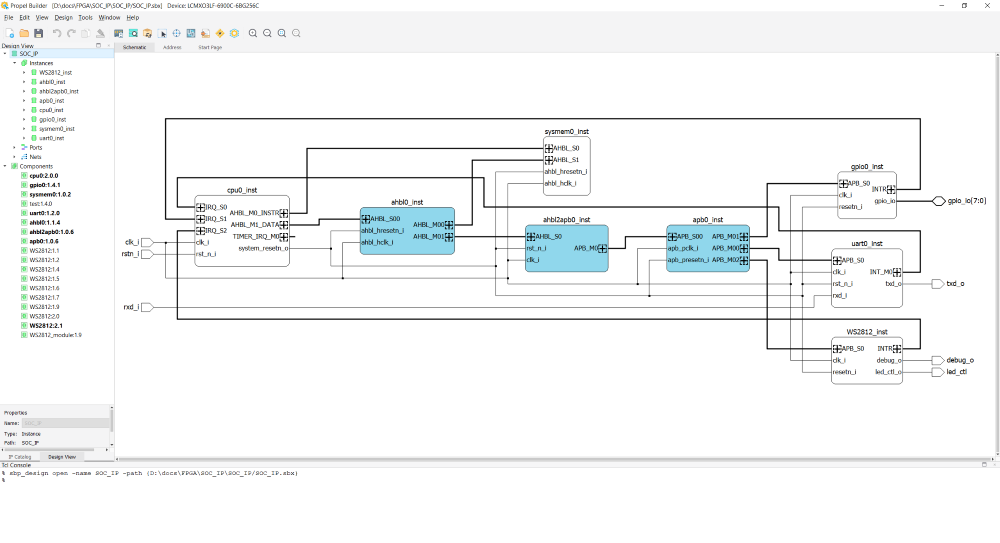 Propel Builder [D:\docs\FPGA\SOC_IP\SOC_IP/SOC_IP.sbx] Device: LCMXO3LF-6900C-6BG256C
File Edit View Design Tools Window Help
Design View
Schematic Address Start Page
SOC_IP
Instances
WS2812_inst
ahbl0_inst
ahbl2apb0_inst
apb0_inst
cpu0_inst
gpio0_inst
sysmem0_inst
uart0_inst
Ports
Nets
Components
cpu0:2.0.0
gpio0:1.4.1
sysmem0:1.0.2
test:1.4.0
uart0:1.2.0
ahbl0:1.1.4
ahbl2apb0:1.0.6
apb0:1.0.6
WS2812:1.1
WS2812:1.2
WS2812:1.4
WS2812:1.5
WS2812:1.6
WS2812:1.7
WS2812:1.9
WS2812:2.0
WS2812:2.1
WS2812_module:1.9
Properties
Name: SOC_IP
Type: Instance
Path: SOC_IP
IP Catalog Design View
clk_i
rstn_i
rxd_i
cpu0_inst
IRQ_S0
IRQ_S1
IRQ_S2
clk_i
rst_n_i
AHBL_M0_INSTR
AHBL_M1_DATA
TIMER_IRQ_M0
system_resetn_o
ahbl0_inst
AHBL_S00
ahbl_hresetn_i
ahbl_hclk_i
AHBL_M00
AHBL_M01
sysmem0_inst
AHBL_S0
AHBL_S1
ahbl_hresetn_i
ahbl_hclk_i
ahbl2apb0_inst
AHBL_S0
rst_n_i
clk_i
APB_M0
apb0_inst
APB_S00
apb_pclk_i
apb_presetn_i
APB_M01
APB_M00
APB_M02
gpio0_inst
APB_S0
clk_i
resetn_i
INTR
gpio_io
gpio_io[7:0]
uart0_inst
APB_S0
clk_i
rst_n_i
rxd_i
INT_M0
txd_o
txd_o
WS2812_inst
APB_S0
clk_i
resetn_i
INTR
debug_o
led_ctl_o
debug_o
led_ctl
Tcl Console
% sbp_design open -name SOC_IP -path {D:\docs\FPGA\SOC_IP\SOC_IP/SOC_IP.sbx}
%